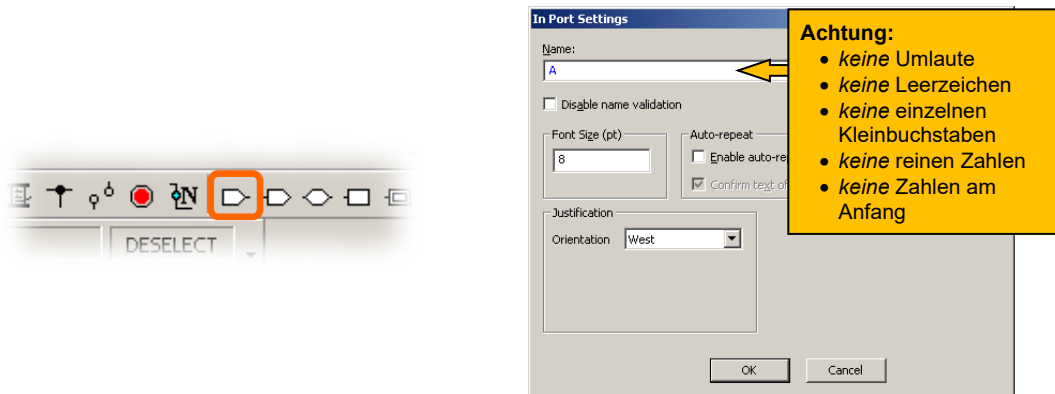 DESELECT
In Port Settings
Name:
A
Disable name validation
Font Size (pt)
8
Auto-repeat
Enable auto-re
Confirm text of
Justification
Orientation West
OK Cancel
Achtung:
• keine Umlaute
• keine Leerzeichen
• keine einzelnen
Kleinbuchstaben
• keine reinen Zahlen
• keine Zahlen am
Anfang